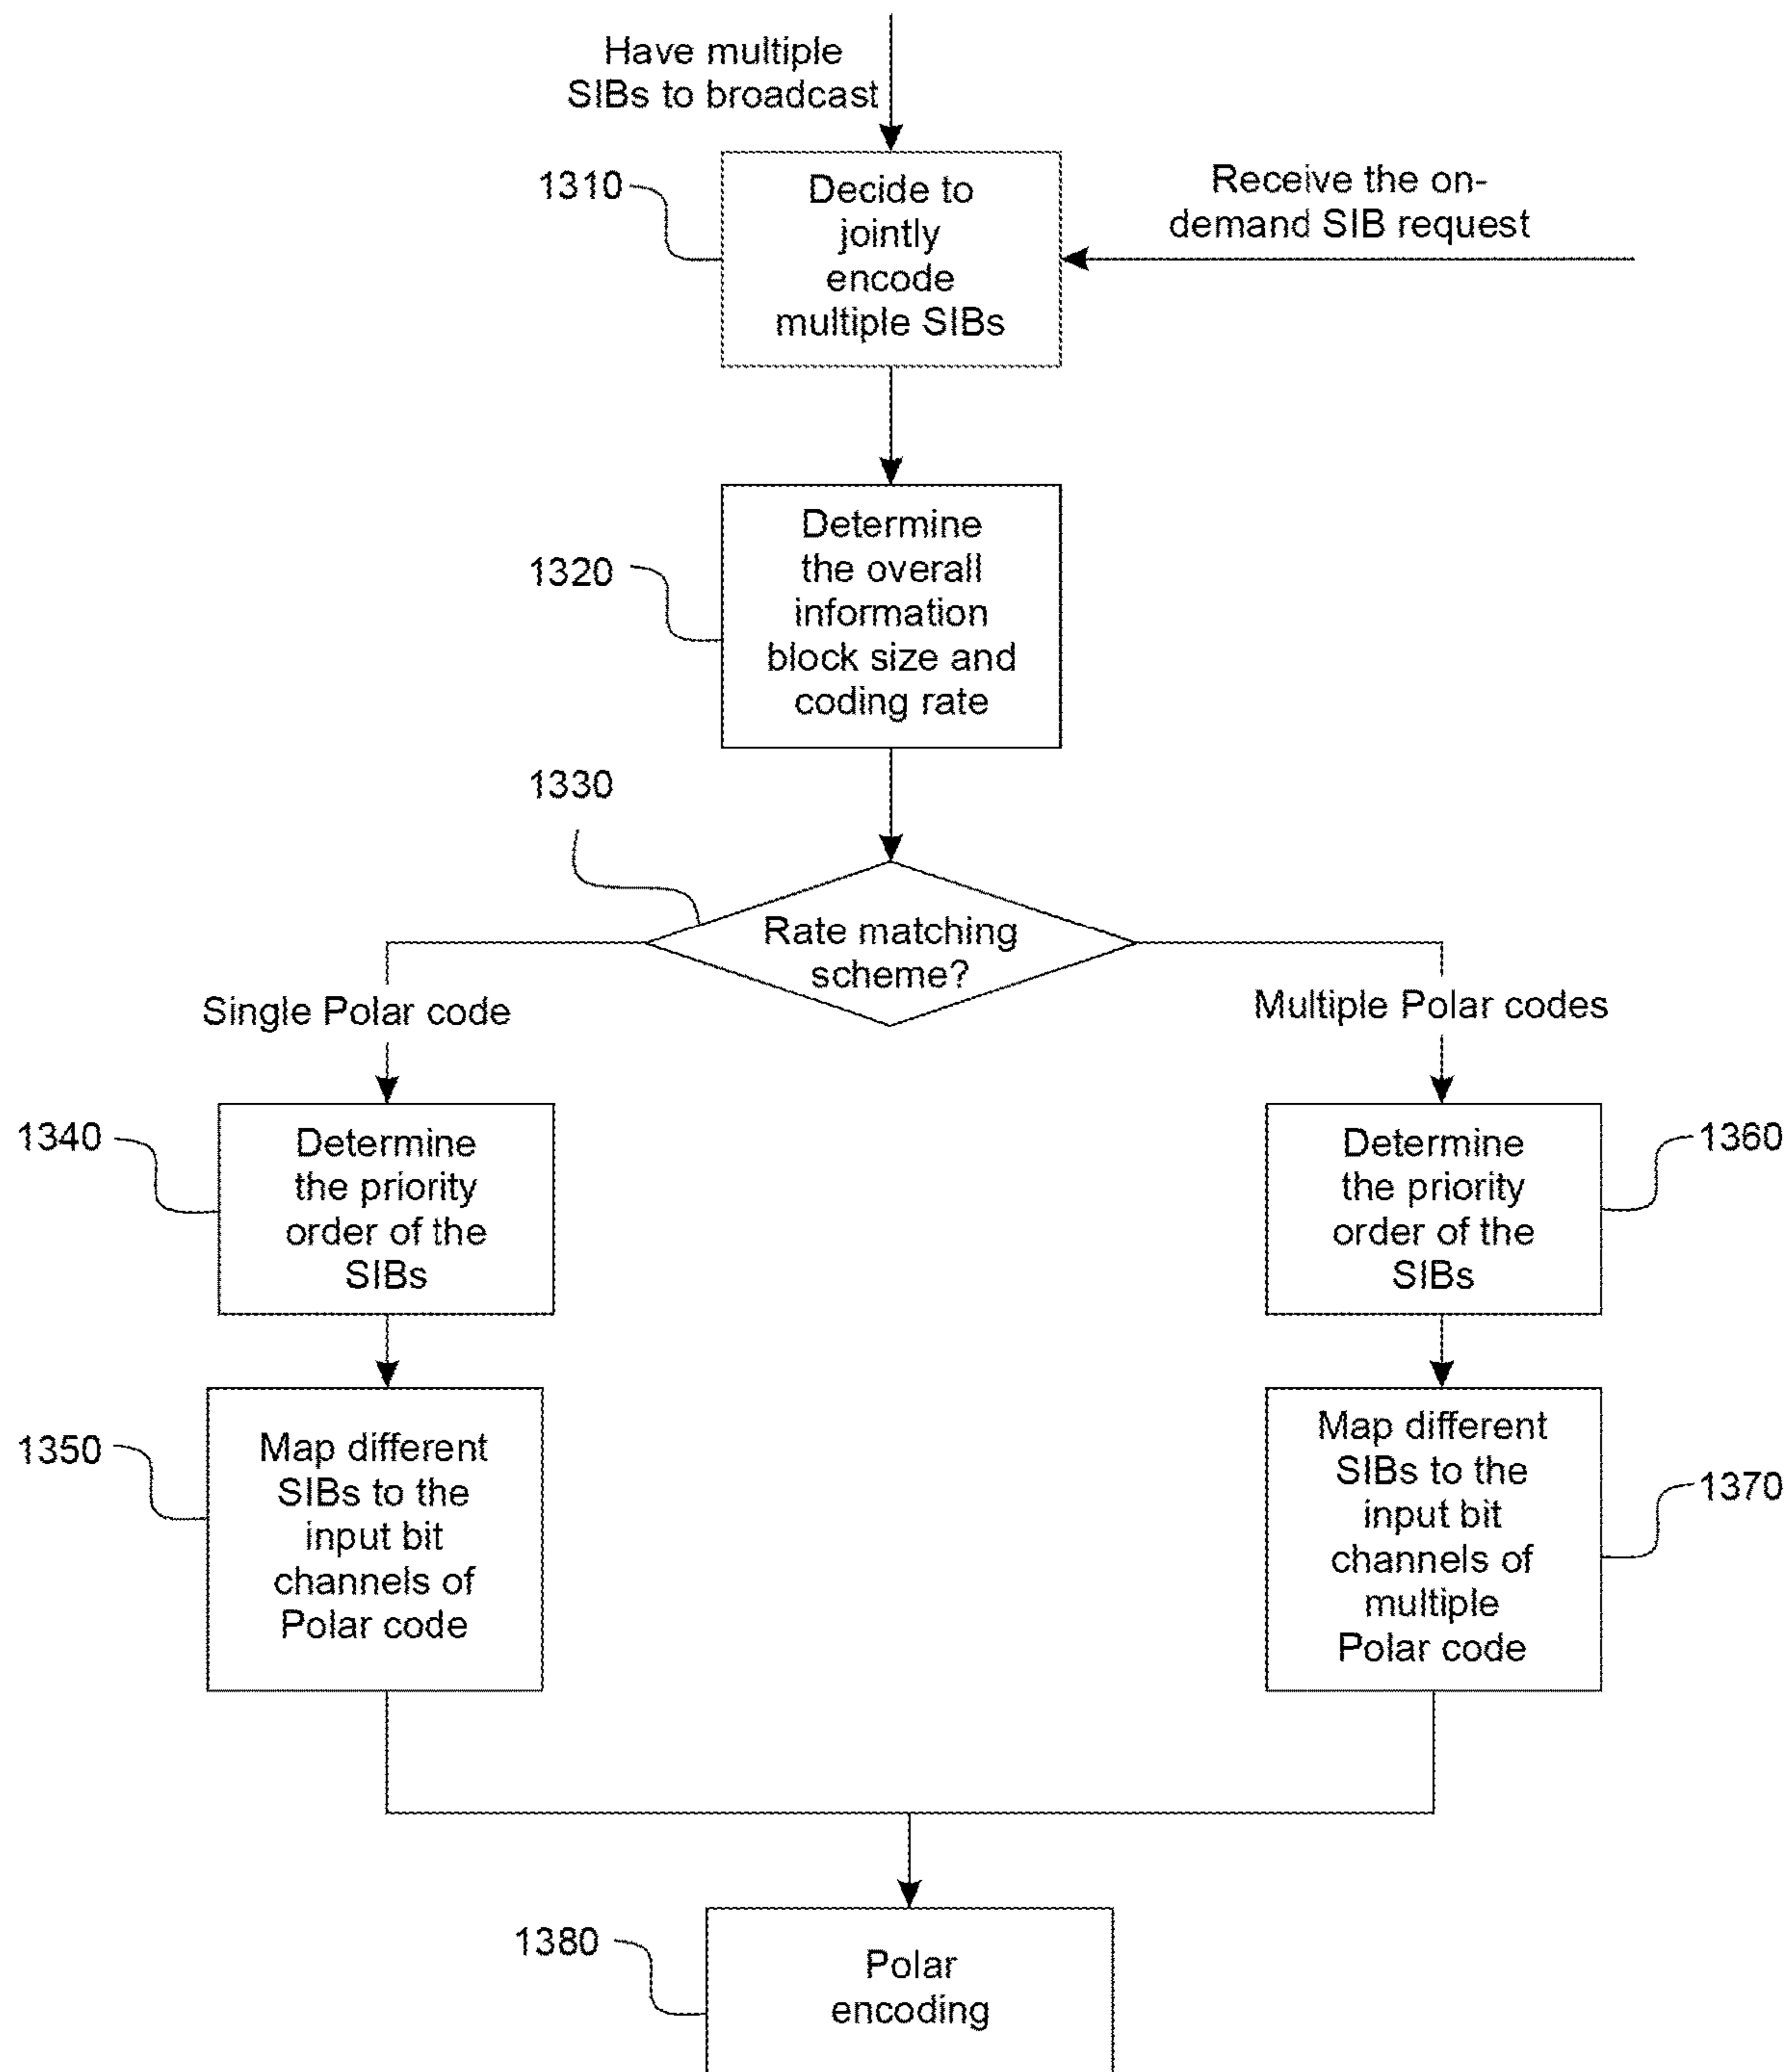 Have multiple
SIBs to broadcast
1310
Decide to
jointly
encode
multiple SIBs
Receive the on-
demand SIB request
1320
Determine
the overall
information
block size and
coding rate
1330
Rate matching
scheme?
Single Polar code
Multiple Polar codes
1340
Determine
the priority
order of the
SIBs
Determine
the priority
order of the
SIBs
1360
1350
Map different
SIBs to the
input bit
channels of
Polar code
Map different
SIBs to the
input bit
channels of
multiple
Polar code
1370
1380
Polar
encoding